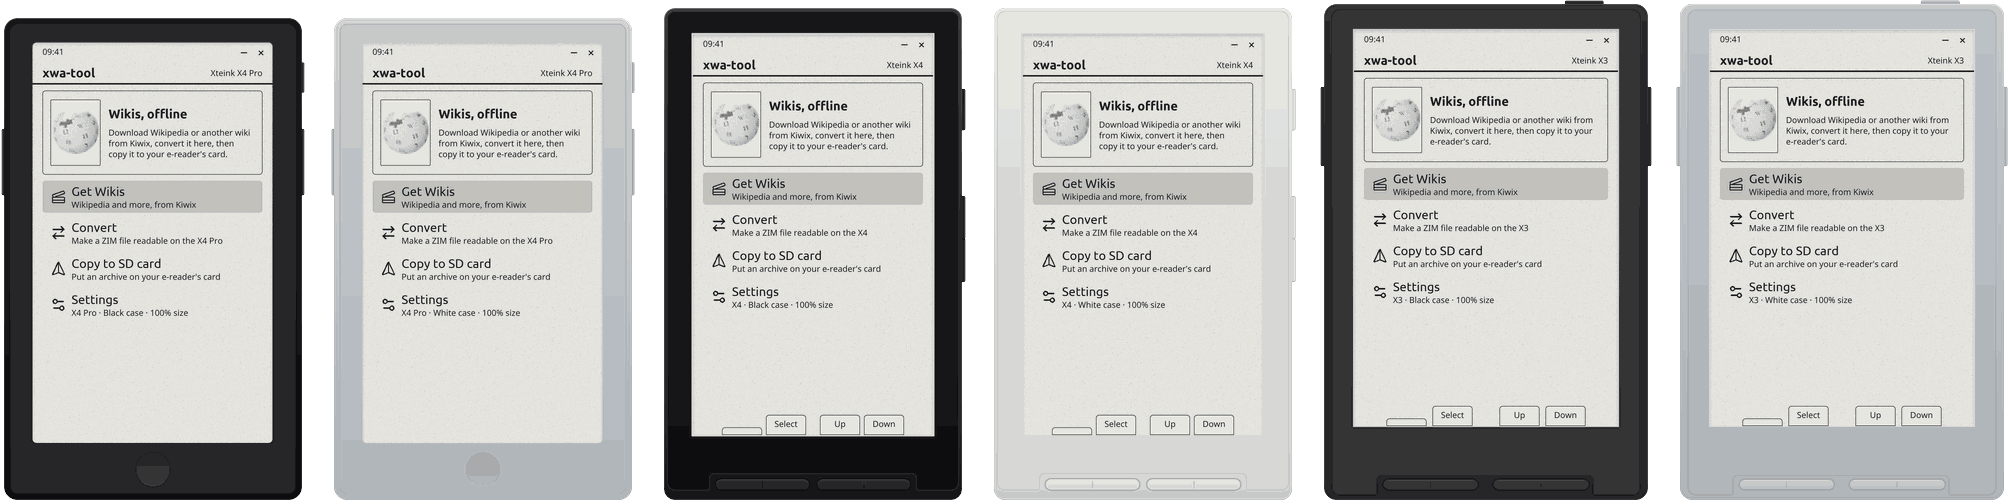 09:41
xwa-tool Xteink X4 Pro
Wikis, offline
Download Wikipedia or another wiki
from Kiwix, convert it here, then
copy it to your e-reader's card.
Get Wikis
Wikipedia and more, from Kiwix
Convert
Make a ZIM file readable on the X4 Pro
Copy to SD card
Put an archive on your e-reader's card
Settings
X4 Pro · Black case · 100% size
09:41
xwa-tool Xteink X4 Pro
Wikis, offline
Download Wikipedia or another wiki
from Kiwix, convert it here, then
copy it to your e-reader's card.
Get Wikis
Wikipedia and more, from Kiwix
Convert
Make a ZIM file readable on the X4 Pro
Copy to SD card
Put an archive on your e-reader's card
Settings
X4 Pro · White case · 100% size
09:41
xwa-tool Xteink X4
Wikis, offline
Download Wikipedia or another wiki
from Kiwix, convert it here, then
copy it to your e-reader's card.
Get Wikis
Wikipedia and more, from Kiwix
Convert
Make a ZIM file readable on the X4
Copy to SD card
Put an archive on your e-reader's card
Settings
X4 · Black case · 100% size
Select Up Down
09:41
xwa-tool Xteink X4
Wikis, offline
Download Wikipedia or another wiki
from Kiwix, convert it here, then
copy it to your e-reader's card.
Get Wikis
Wikipedia and more, from Kiwix
Convert
Make a ZIM file readable on the X4
Copy to SD card
Put an archive on your e-reader's card
Settings
X4 · White case · 100% size
Select Up Down
09:41
xwa-tool Xteink X3
Wikis, offline
Download Wikipedia or another wiki from
Kiwix, convert it here, then copy it to your
e-reader's card.
Get Wikis
Wikipedia and more, from Kiwix
Convert
Make a ZIM file readable on the X3
Copy to SD card
Put an archive on your e-reader's card
Settings
X3 · Black case · 100% size
Select Up Down
09:41
xwa-tool Xteink X3
Wikis, offline
Download Wikipedia or another wiki from
Kiwix, convert it here, then copy it to your
e-reader's card.
Get Wikis
Wikipedia and more, from Kiwix
Convert
Make a ZIM file readable on the X3
Copy to SD card
Put an archive on your e-reader's card
Settings
X3 · White case · 100% size
Select Up Down